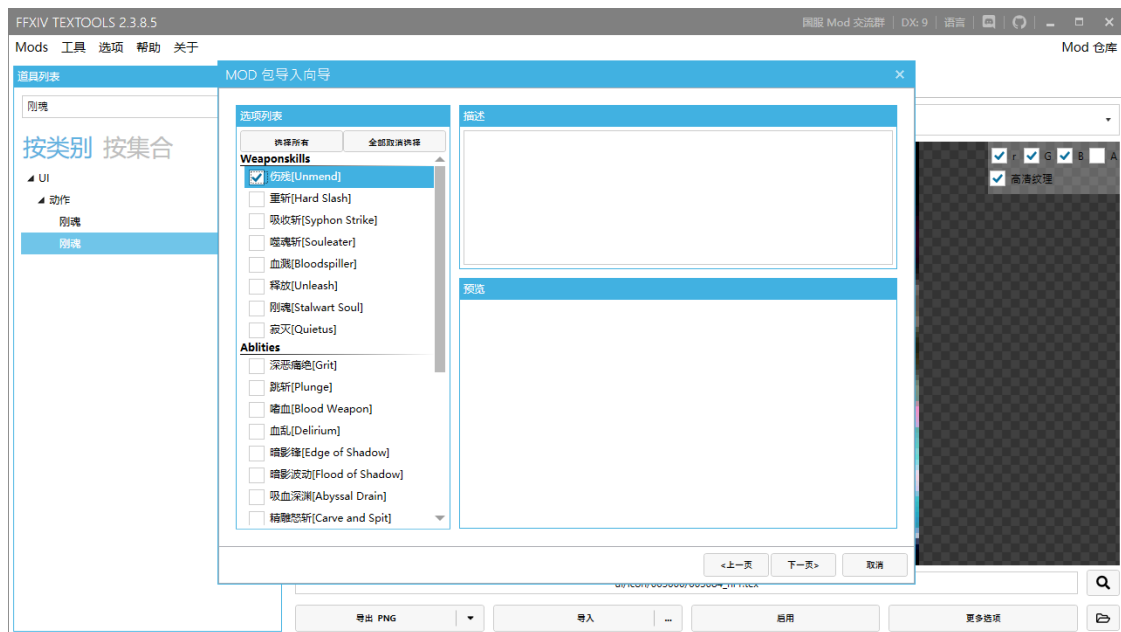 FFXIV TEXTOOLS 2.3.8.5
国服 Mod 交流群 DX: 9 语言
Mods 工具 选项 帮助 关于
Mod 仓库
道具列表
刚魂
按类别 按集合
UI
动作
刚魂
刚魂
MOD 包导入向导
选项列表
选择所有 全部取消选择
Weaponskills
伤残[Unmend]
重斩[Hard Slash]
吸收斩[Syphon Strike]
噬魂斩[Souleater]
血溅[Bloodspiller]
释放[Unleash]
刚魂[Stalwart Soul]
寂灭[Quietus]
Ablities
深恶痛绝[Grit]
跳斩[Plunge]
嗜血[Blood Weapon]
血乱[Delirium]
暗影锋[Edge of Shadow]
暗影波动[Flood of Shadow]
吸血深渊[Abyssal Drain]
精雕怒斩[Carve and Spit]
描述
预览
r G B A
高清纹理
<上一页 下一页> 取消
导出 PNG 导入 ... 启用 更多选项